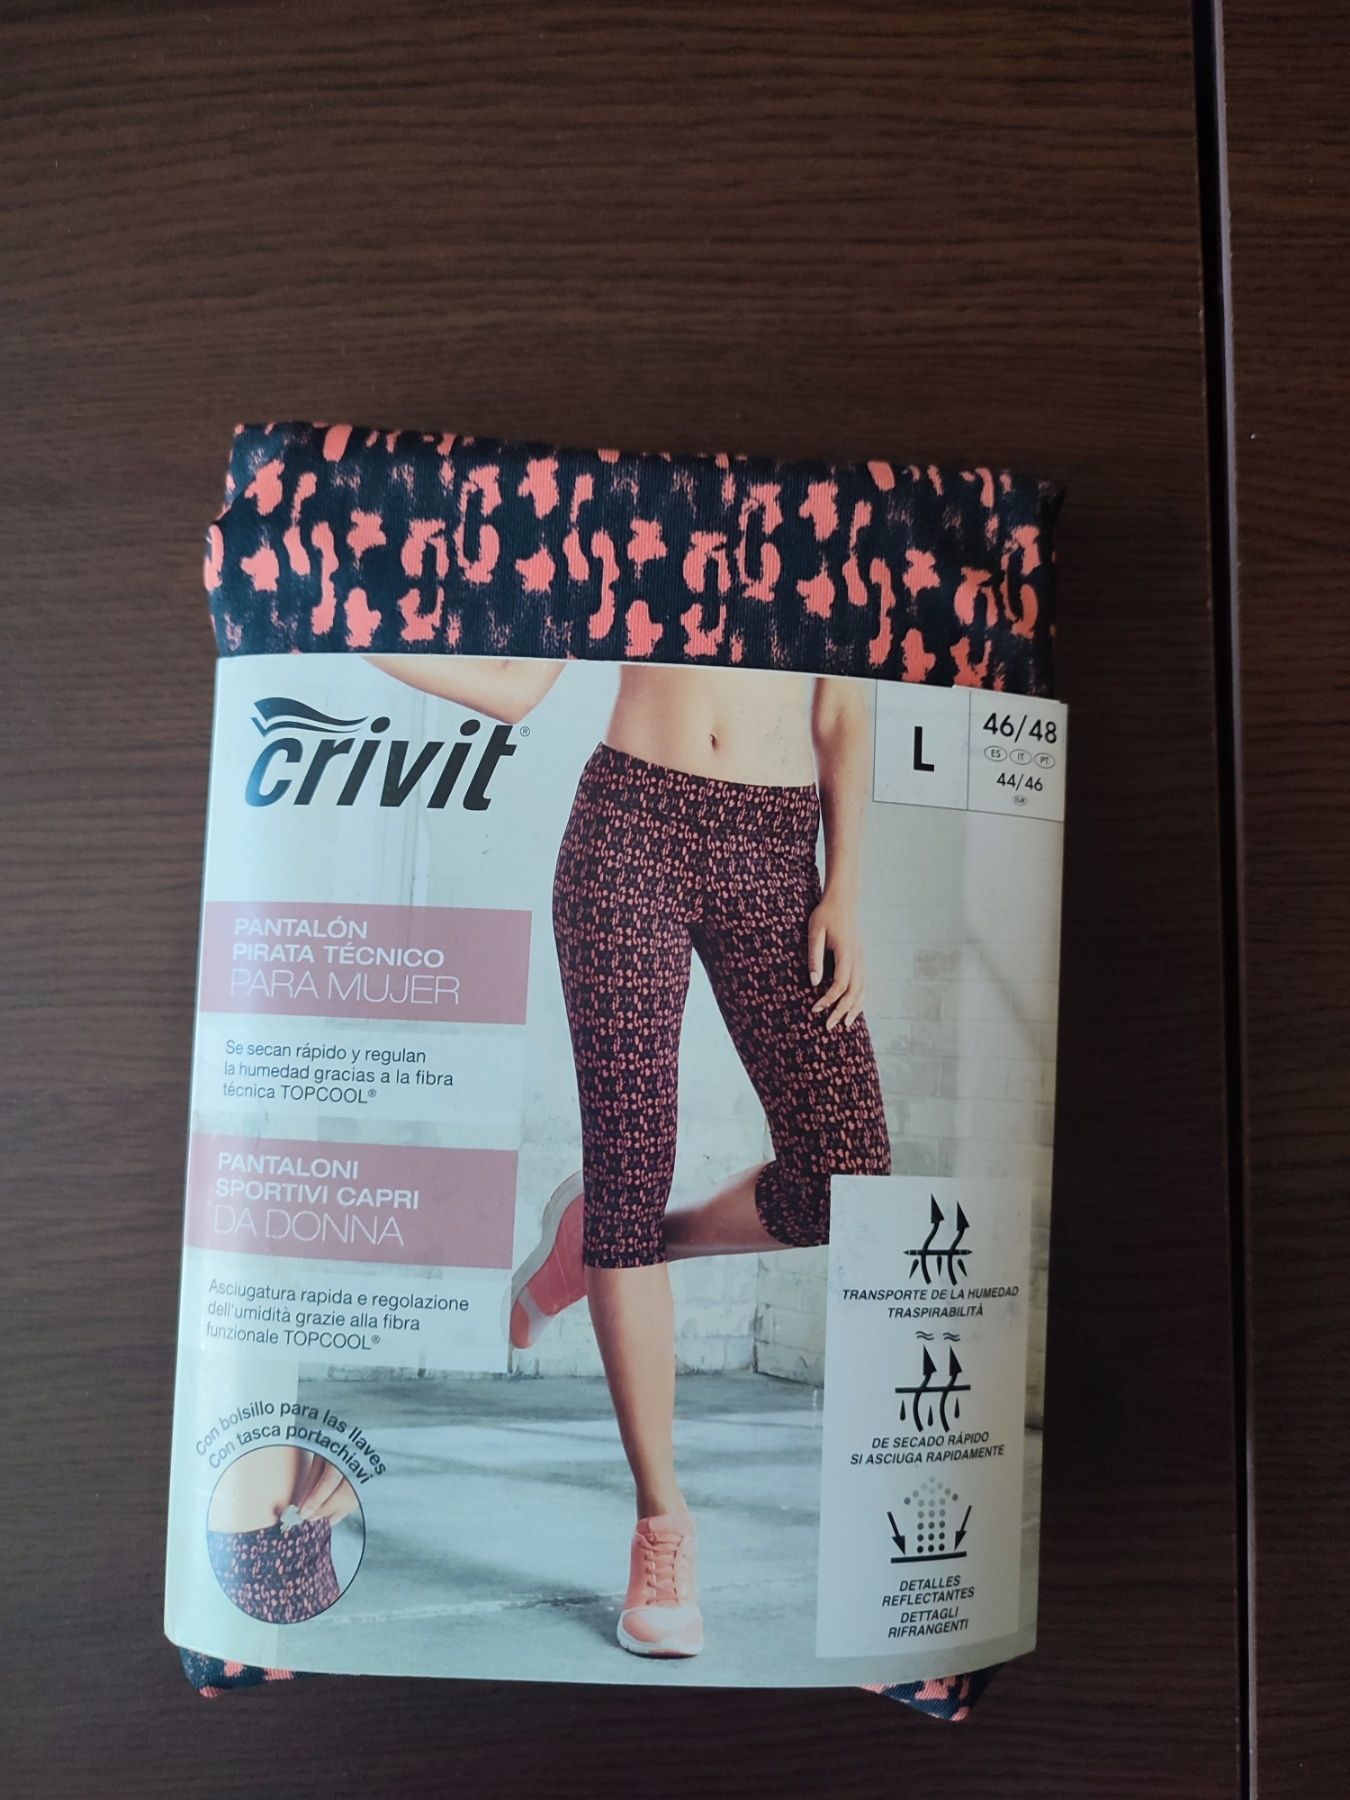 crivit®
L
46/48
ES IT PT
44/46
EUR
PANTALÓN
PIRATA TÉCNICO
PARA MUJER
Se secan rápido y regulan
la humedad gracias a la fibra
técnica TOPCOOL®
PANTALONI
SPORTIVI CAPRI
DA DONNA
Asciugatura rapida e regolazione
dell'umidità grazie alla fibra
funzionale TOPCOOL®
Con bolsillo para las llaves
Con tasca portachiavi
TRANSPORTE DE LA HUMEDAD
TRASPIRABILITÀ
DE SECADO RÁPIDO
SI ASCIUGA RAPIDAMENTE
DETALLES
REFLECTANTES
DETTAGLI
RIFRANGENTI